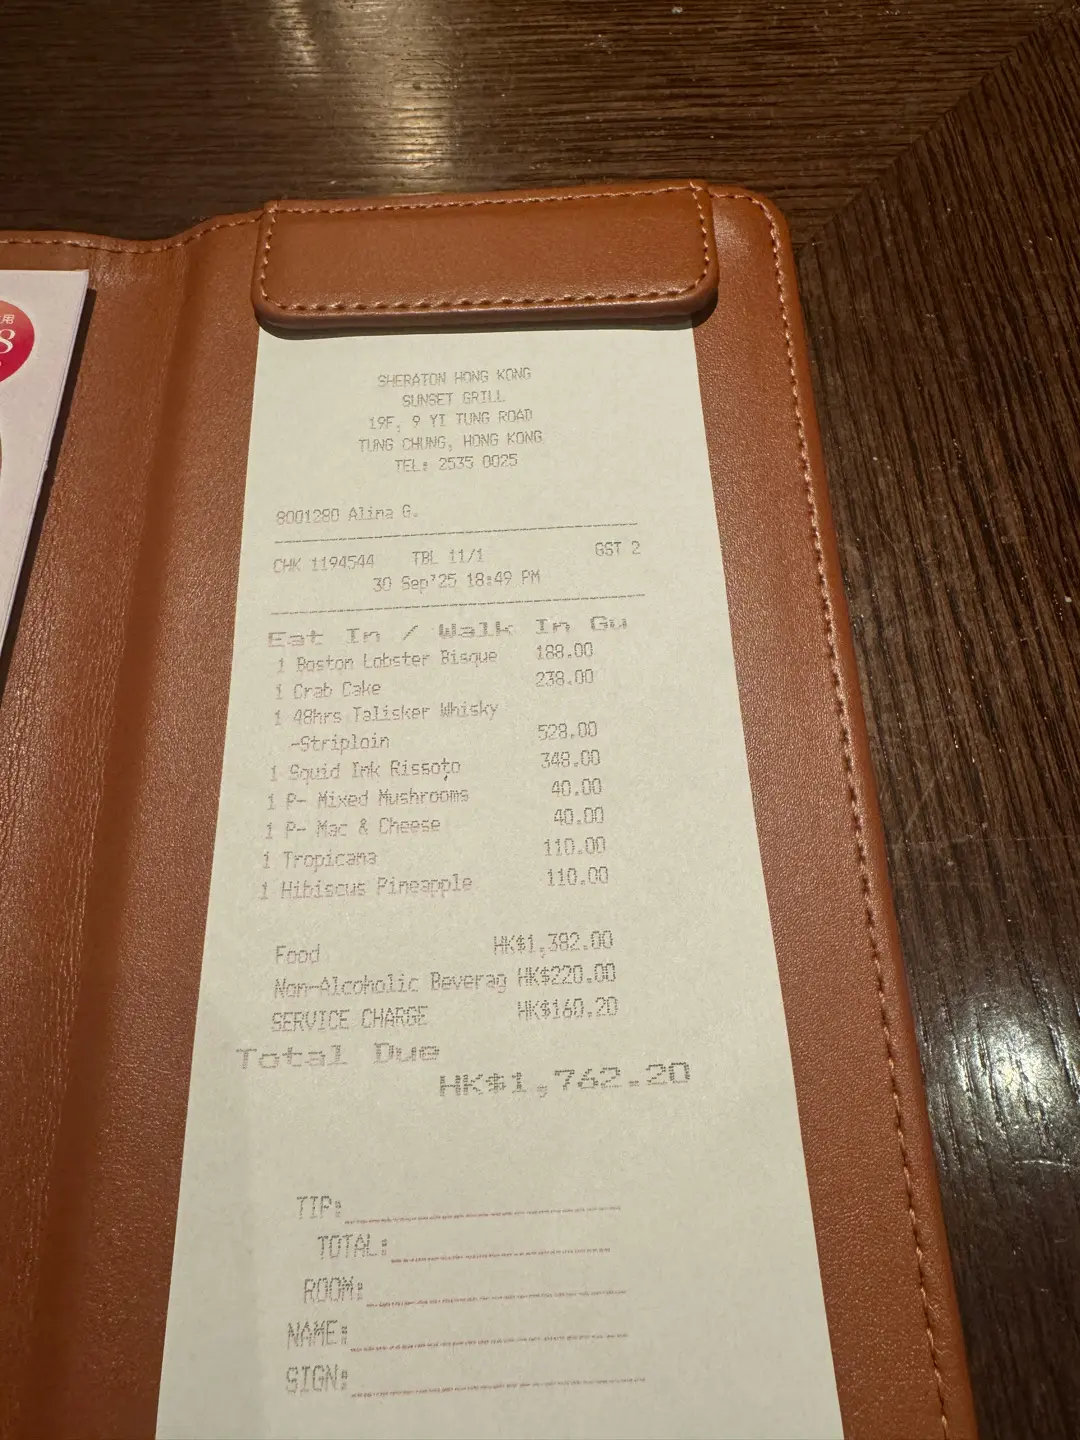 用
8
SHERATON HONG KONG
SUNSET GRILL
19F, 9 YI TUNG ROAD
TUNG CHUNG, HONG KONG
TEL: 2535 0025
8001280 Alina G.
CHK 1194544 TBL 11/1 GST 2
30 Sep'25 18:49 PM
Eat In / Walk In Gu
1 Boston Lobster Bisque 188.00
1 Crab Cake 238.00
1 48hrs Talisker Whisky
-Striploin 528.00
1 Squid Ink Rissoto 348.00
1 P- Mixed Mushrooms 40.00
1 P- Mac & Cheese 40.00
1 Tropicana 110.00
1 Hibiscus Pineapple 110.00
Food HK$1,382.00
Non-Alcoholic Beverag HK$220.00
SERVICE CHARGE HK$160.20
Total Due
HK$1,762.20
TIP:
TOTAL:
ROOM:
NAME:
SIGN: